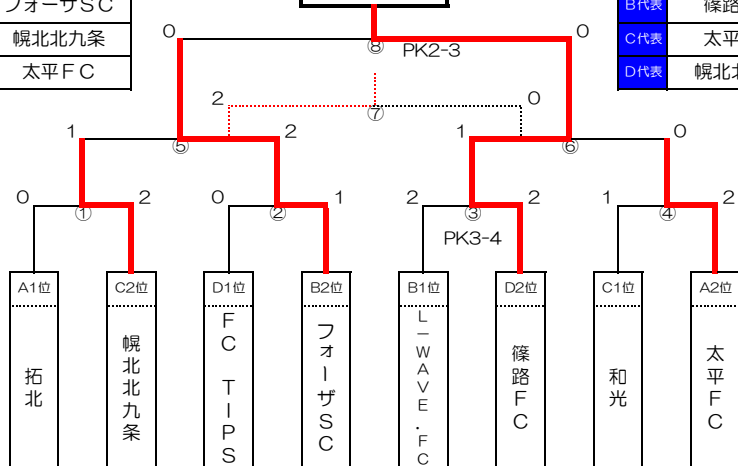 フォーザSC
幌北北九条
太平FC
B代表
篠路
C代表
太平
D代表
幌北
0
⑧
PK2-3
0
2
⑦
0
1
⑤
2
1
⑥
0
0
①
2
0
②
1
2
③
2
PK3-4
1
④
2
A1位
C2位
D1位
B2位
B1位
D2位
C1位
A2位
拓北
幌北北九条
FC TIPS
フォーザSC
L-WAVE.FC
篠路FC
和光
太平FC